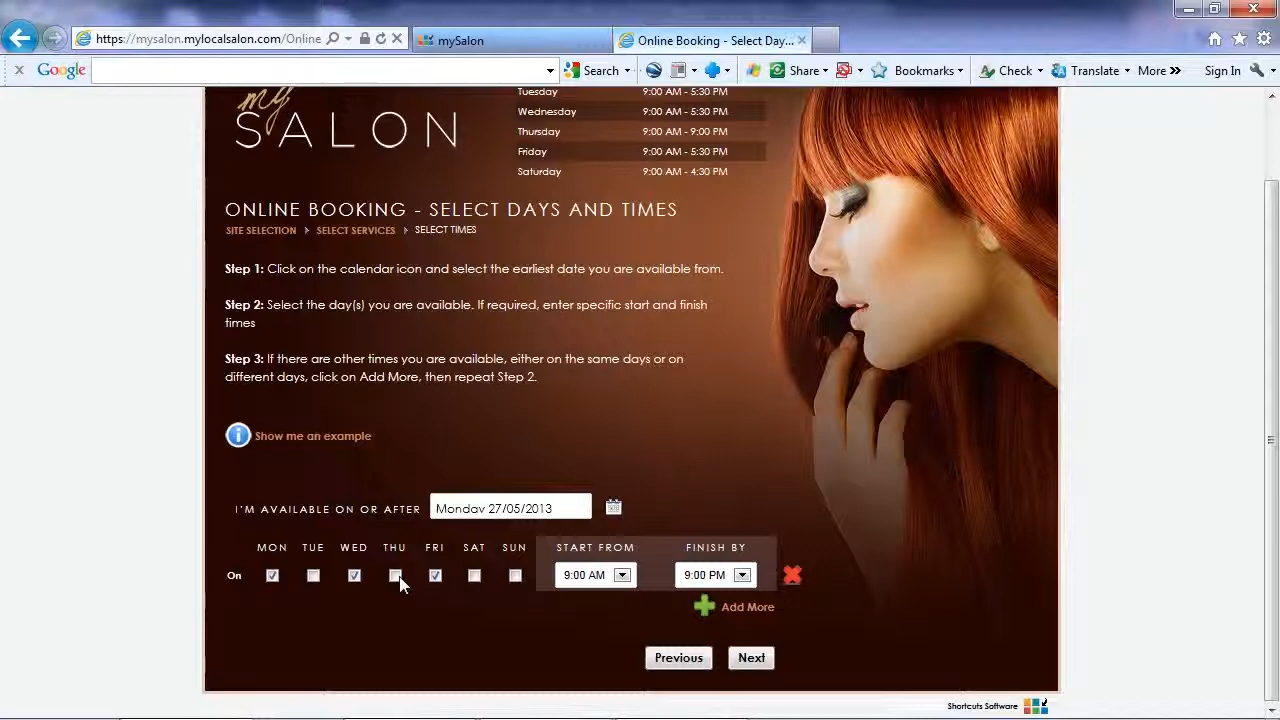 https://mysalon.mylocalsalon.com/Online
mySalon
Online Booking - Select Day...
Google
Search
Share
Bookmarks
Check
Translate
More »
Sign In
my
SALON
Tuesday 9:00 AM - 5:30 PM
Wednesday 9:00 AM - 5:30 PM
Thursday 9:00 AM - 9:00 PM
Friday 9:00 AM - 5:30 PM
Saturday 9:00 AM - 4:30 PM
ONLINE BOOKING - SELECT DAYS AND TIMES
SITE SELECTION SELECT SERVICES SELECT TIMES
Step 1: Click on the calendar icon and select the earliest date you are available from.
Step 2: Select the day(s) you are available. If required, enter specific start and finish
times
Step 3: If there are other times you are available, either on the same days or on
different days, click on Add More, then repeat Step 2.
i Show me an example
I'M AVAILABLE ON OR AFTER Monday 27/05/2013
MON TUE WED THU FRI SAT SUN START FROM FINISH BY
On 9:00 AM 9:00 PM
Add More
Previous Next
Shortcuts Software